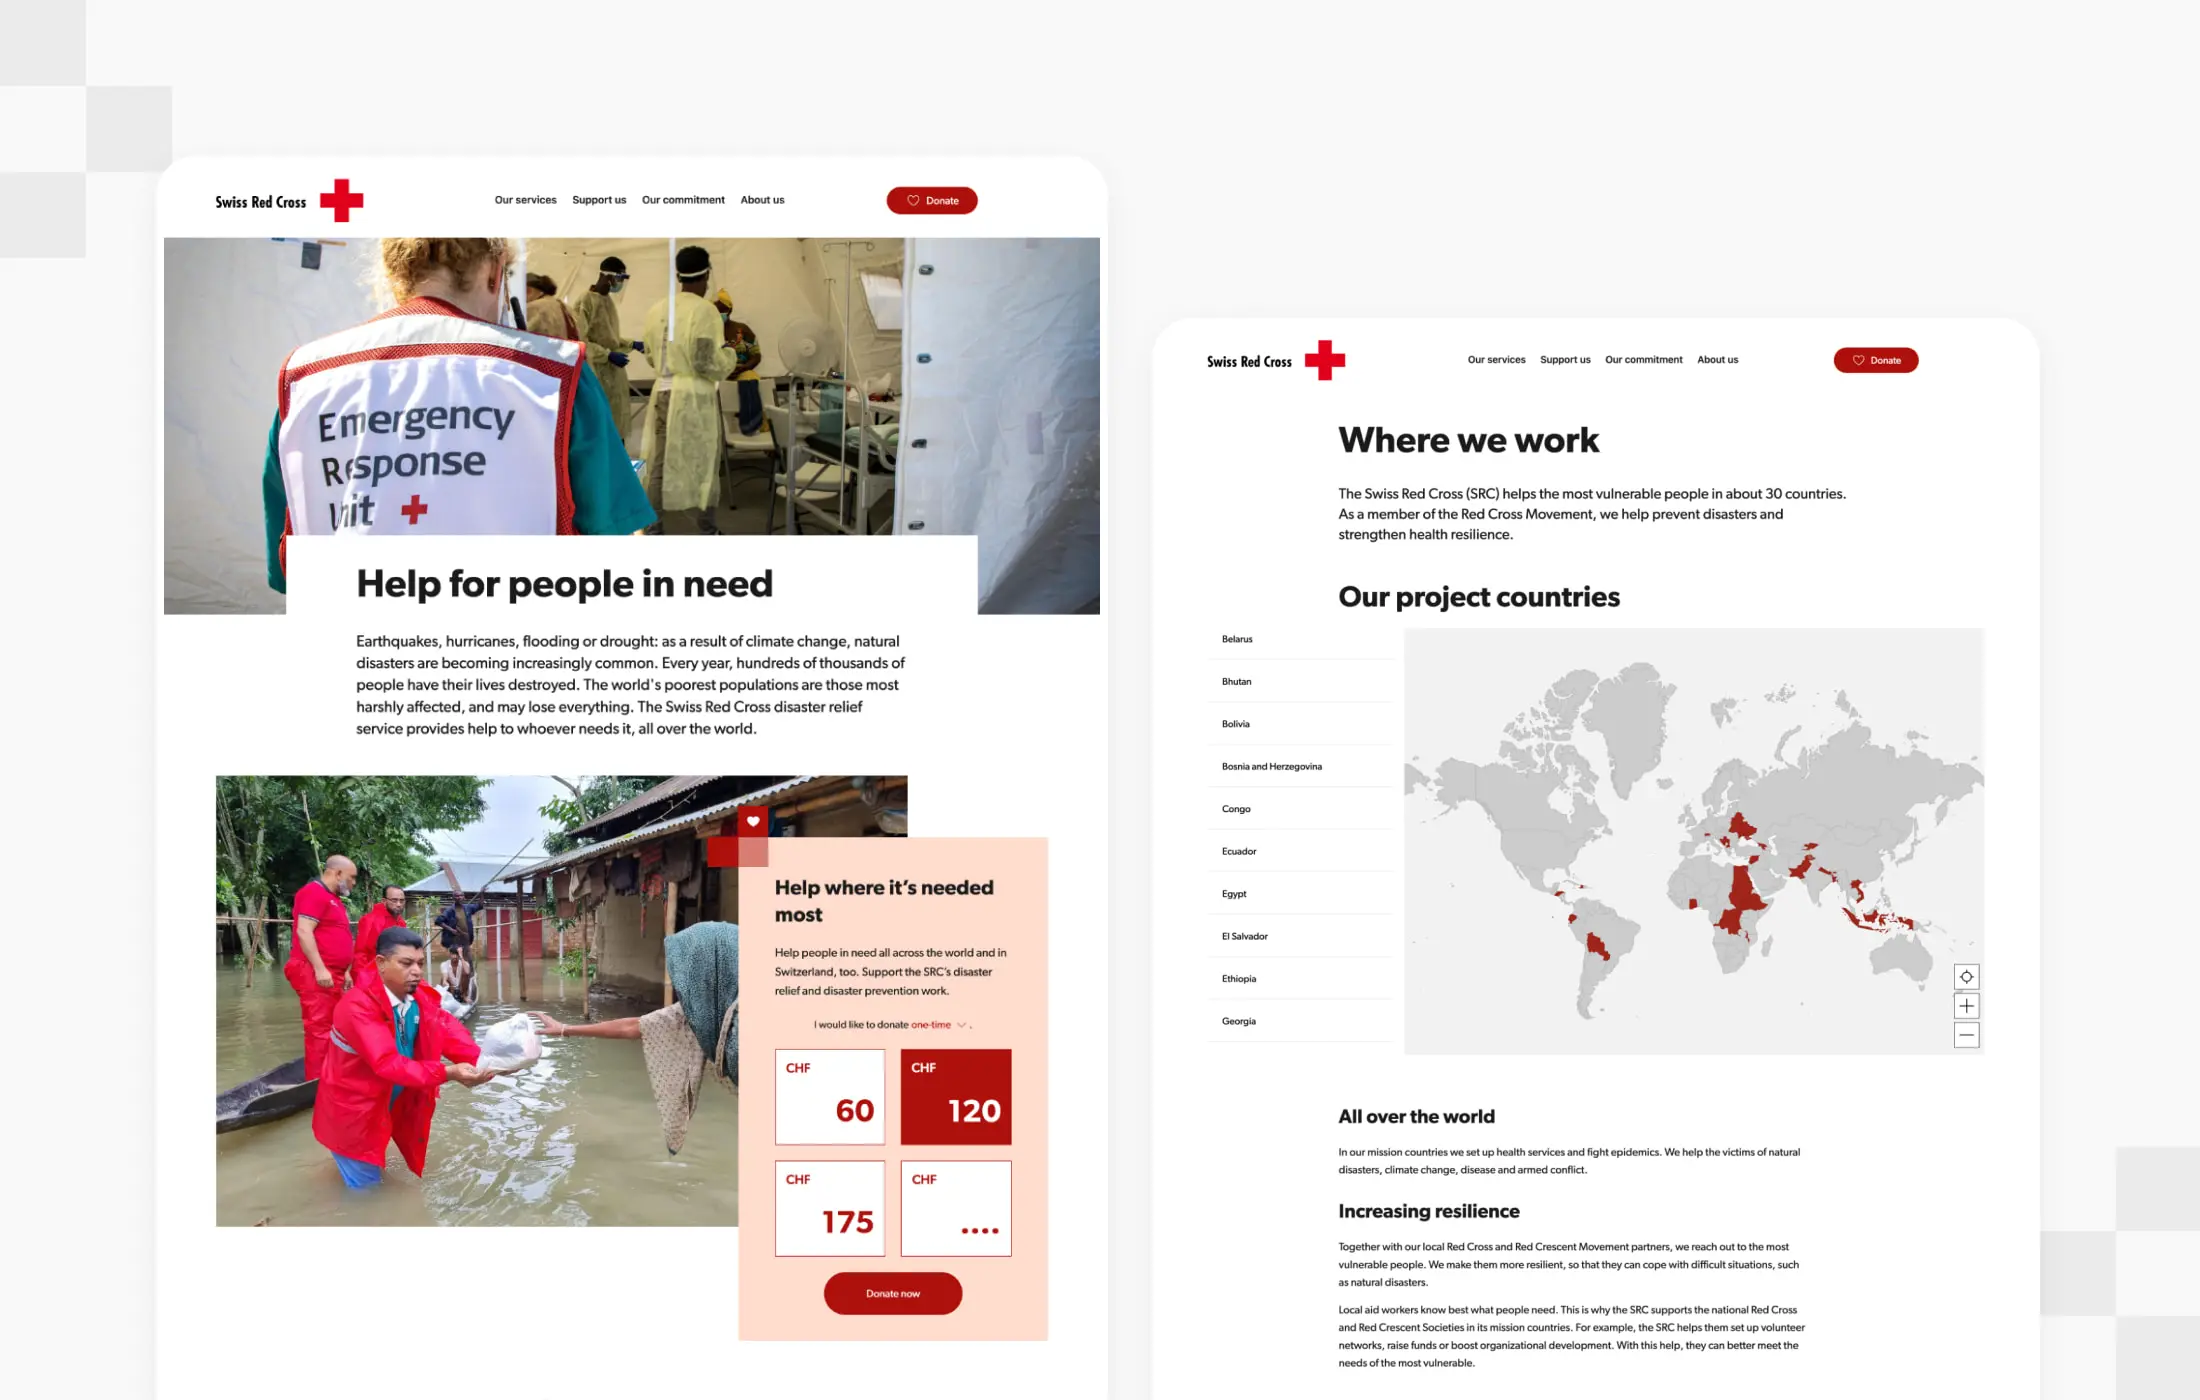 Swiss Red Cross
Our services Support us Our commitment About us
Donate
Emergency
Response
Unit
Help for people in need
Earthquakes, hurricanes, flooding or drought: as a result of climate change, natural
disasters are becoming increasingly common. Every year, hundreds of thousands of
people have their lives destroyed. The world's poorest populations are those most
harshly affected, and may lose everything. The Swiss Red Cross disaster relief
service provides help to whoever needs it, all over the world.
Help where it's needed
most
Help people in need all across the world and in
Switzerland, too. Support the SRC's disaster
relief and disaster prevention work.
I would like to donate one-time .
CHF
60
CHF
120
CHF
175
CHF
....
Donate now
Swiss Red Cross
Our services Support us Our commitment About us
Donate
Where we work
The Swiss Red Cross (SRC) helps the most vulnerable people in about 30 countries.
As a member of the Red Cross Movement, we help prevent disasters and
strengthen health resilience.
Our project countries
Belarus
Bhutan
Bolivia
Bosnia and Herzegovina
Congo
Ecuador
Egypt
El Salvador
Ethiopia
Georgia
All over the world
In our mission countries we set up health services and fight epidemics. We help the victims of natural
disasters, climate change, disease and armed conflict.
Increasing resilience
Together with our local Red Cross and Red Crescent Movement partners, we reach out to the most
vulnerable people. We make them more resilient, so that they can cope with difficult situations, such
as natural disasters.
Local aid workers know best what people need. This is why the SRC supports the national Red Cross
and Red Crescent Societies in its mission countries. For example, the SRC helps them set up volunteer
networks, raise funds or boost organizational development. With this help, they can better meet the
needs of the most vulnerable.